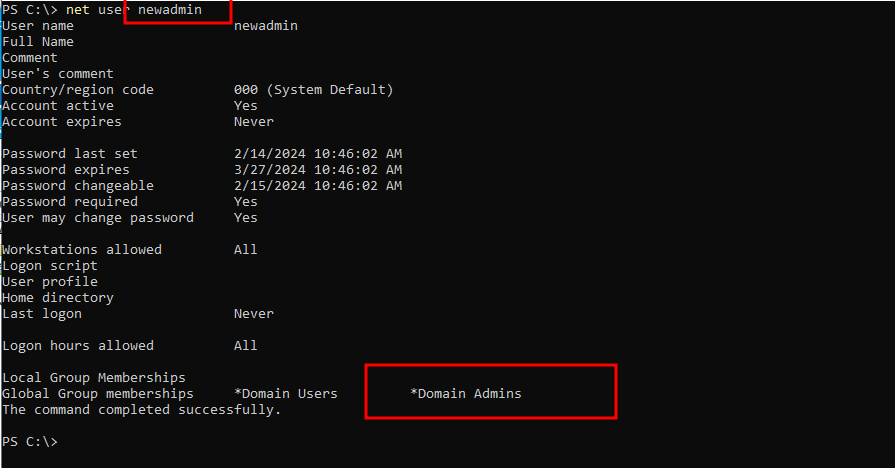 PS C:\> net user newadmin
User name newadmin
Full Name
Comment
User's comment
Country/region code 000 (System Default)
Account active Yes
Account expires Never
Password last set 2/14/2024 10:46:02 AM
Password expires 3/27/2024 10:46:02 AM
Password changeable 2/15/2024 10:46:02 AM
Password required Yes
User may change password Yes
Workstations allowed All
Logon script
User profile
Home directory
Last logon Never
Logon hours allowed All
Local Group Memberships
Global Group memberships *Domain Users *Domain Admins
The command completed successfully.
PS C:\>